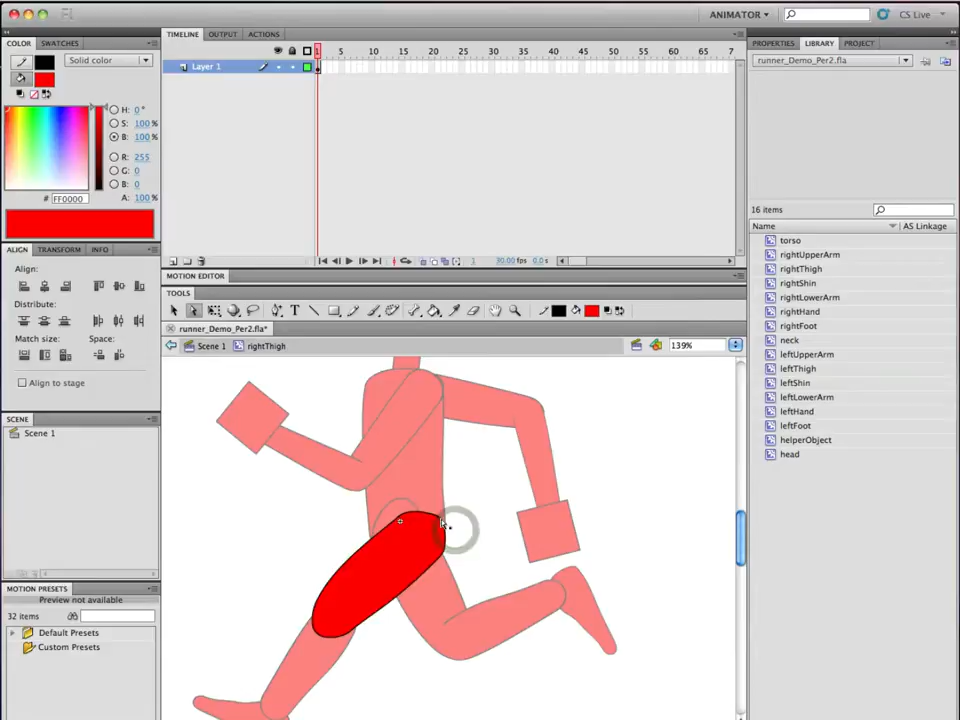 Fl
ANIMATOR
CS Live
COLOR
SWATCHES
TIMELINE
OUTPUT
ACTIONS
PROPERTIES
LIBRARY
PROJECT
Solid color
1 5 10 15 20 25 30 35 40 45 50 55 60 65 7
Layer 1
runner_Demo_Per2.fla
H: 0 °
S: 100 %
B: 100 %
R: 255
G: 0
B: 0
# FF0000
A: 100 %
16 items
Name
AS Linkage
torso
rightUpperArm
rightThigh
rightShin
rightLowerArm
rightHand
rightFoot
neck
leftUpperArm
leftThigh
leftShin
leftLowerArm
leftHand
leftFoot
helperObject
head
ALIGN
TRANSFORM
INFO
Align:
Distribute:
Match size:
Space:
Align to stage
1
30.00 fps
0.0 s
MOTION EDITOR
TOOLS
T
runner_Demo_Per2.fla*
Scene 1
rightThigh
139%
SCENE
Scene 1
MOTION PRESETS
Preview not available
32 items
Default Presets
Custom Presets